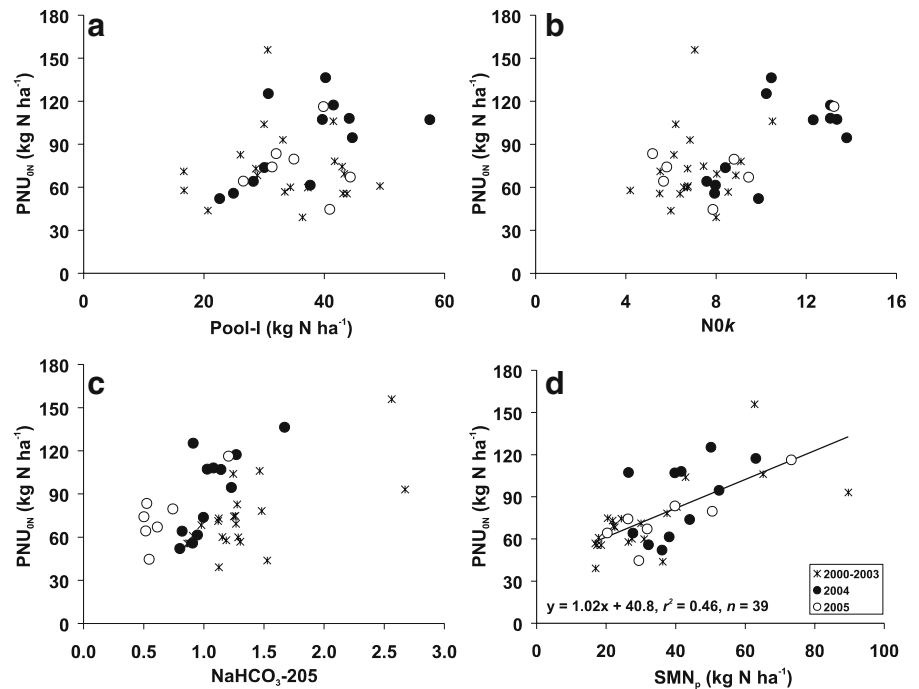 a
180
150
120
90
60
30
0
PNU0N (kg N ha-1)
0 20 40 60
Pool-I (kg N ha-1)
b
180
150
120
90
60
30
0
PNU0N (kg N ha-1)
0 4 8 12 16
N0k
c
180
150
120
90
60
30
0
PNU0N (kg N ha-1)
0.0 0.5 1.0 1.5 2.0 2.5 3.0
NaHCO3-205
d
180
150
120
90
60
30
0
PNU0N (kg N ha-1)
2000-2003
2004
2005
y = 1.02x + 40.8, r2 = 0.46, n = 39
0 20 40 60 80 100
SMNp (kg N ha-1)